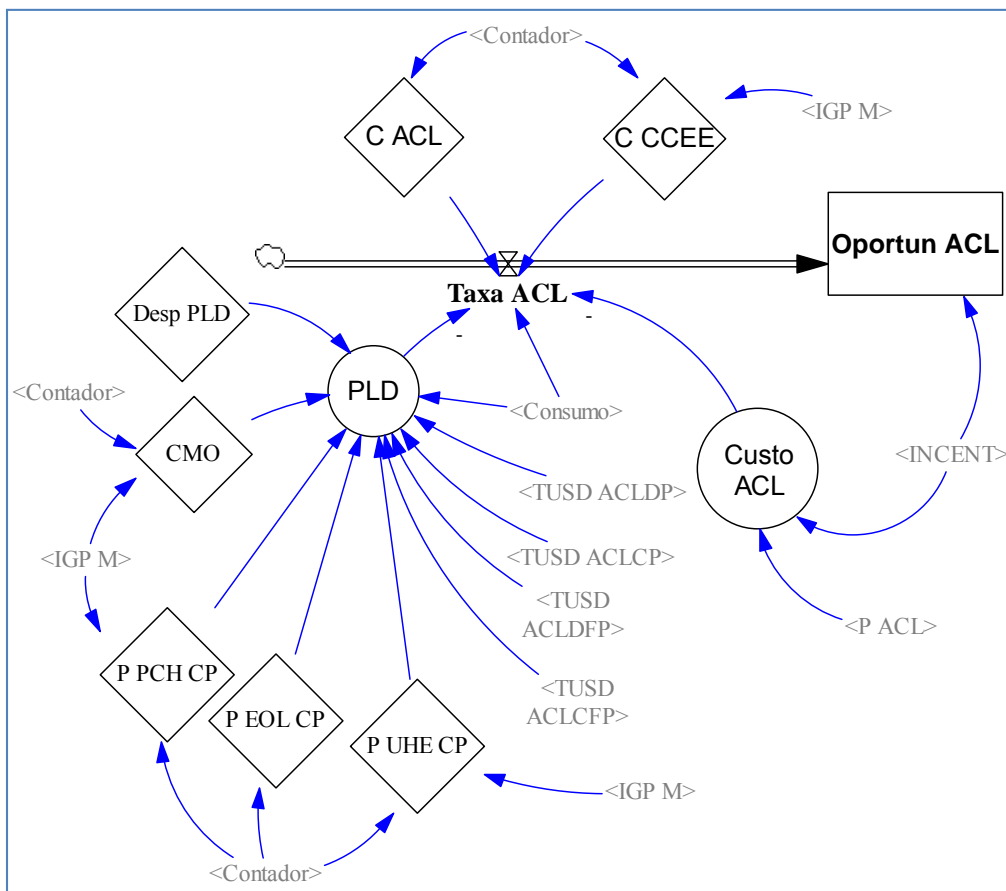 <Contador>
C ACL
C CCEE
<IGP M>
Oportun ACL
Taxa ACL
Desp PLD
-
-
PLD
<Contador>
<Consumo>
CMO
Custo
ACL
<INCENT>
<TUSD ACLDP>
<IGP M>
<TUSD ACLCP>
<TUSD
ACLDFP>
<P ACL>
P PCH CP
<TUSD
ACLCFP>
P EOL CP
P UHE CP
<IGP M>
<Contador>